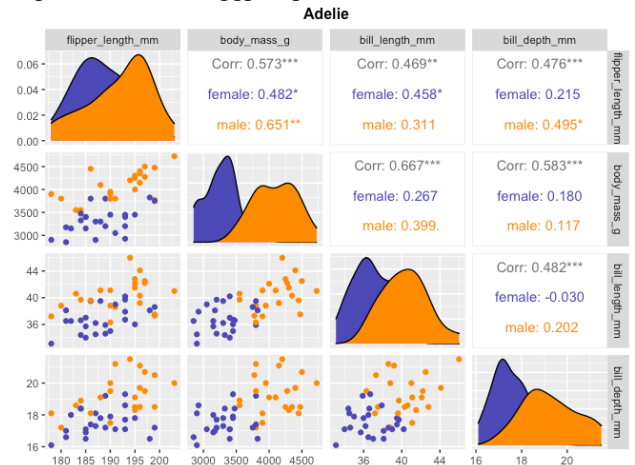 Adelie
flipper_length_mm body_mass_g bill_length_mm bill_depth_mm
0.06
0.04
0.02
0.00
Corr: 0.573***
female: 0.482*
male: 0.651**
Corr: 0.469**
female: 0.458*
male: 0.311
Corr: 0.476***
female: 0.215
male: 0.495*
flipper_length_mm
4500
4000
3500
3000
Corr: 0.667***
female: 0.267
male: 0.399.
Corr: 0.583***
female: 0.180
male: 0.117
body_mass_g
44
40
36
Corr: 0.482***
female: -0.030
male: 0.202
bill_length_mm
20
18
16
bill_depth_mm
180 185 190 195 200 3000 3500 4000 4500 36 40 44 16 18 20